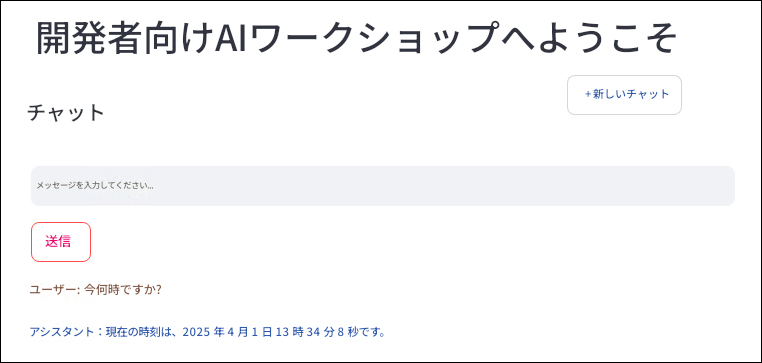 開発者向けAIワークショップへようこそ
+新しいチャット
チャット
メッセージを入力してください...
送信
ユーザー: 今何時ですか?
アシスタント：現在の時刻は、2025 年 4 月 1 日 13 時 34 分 8 秒です。